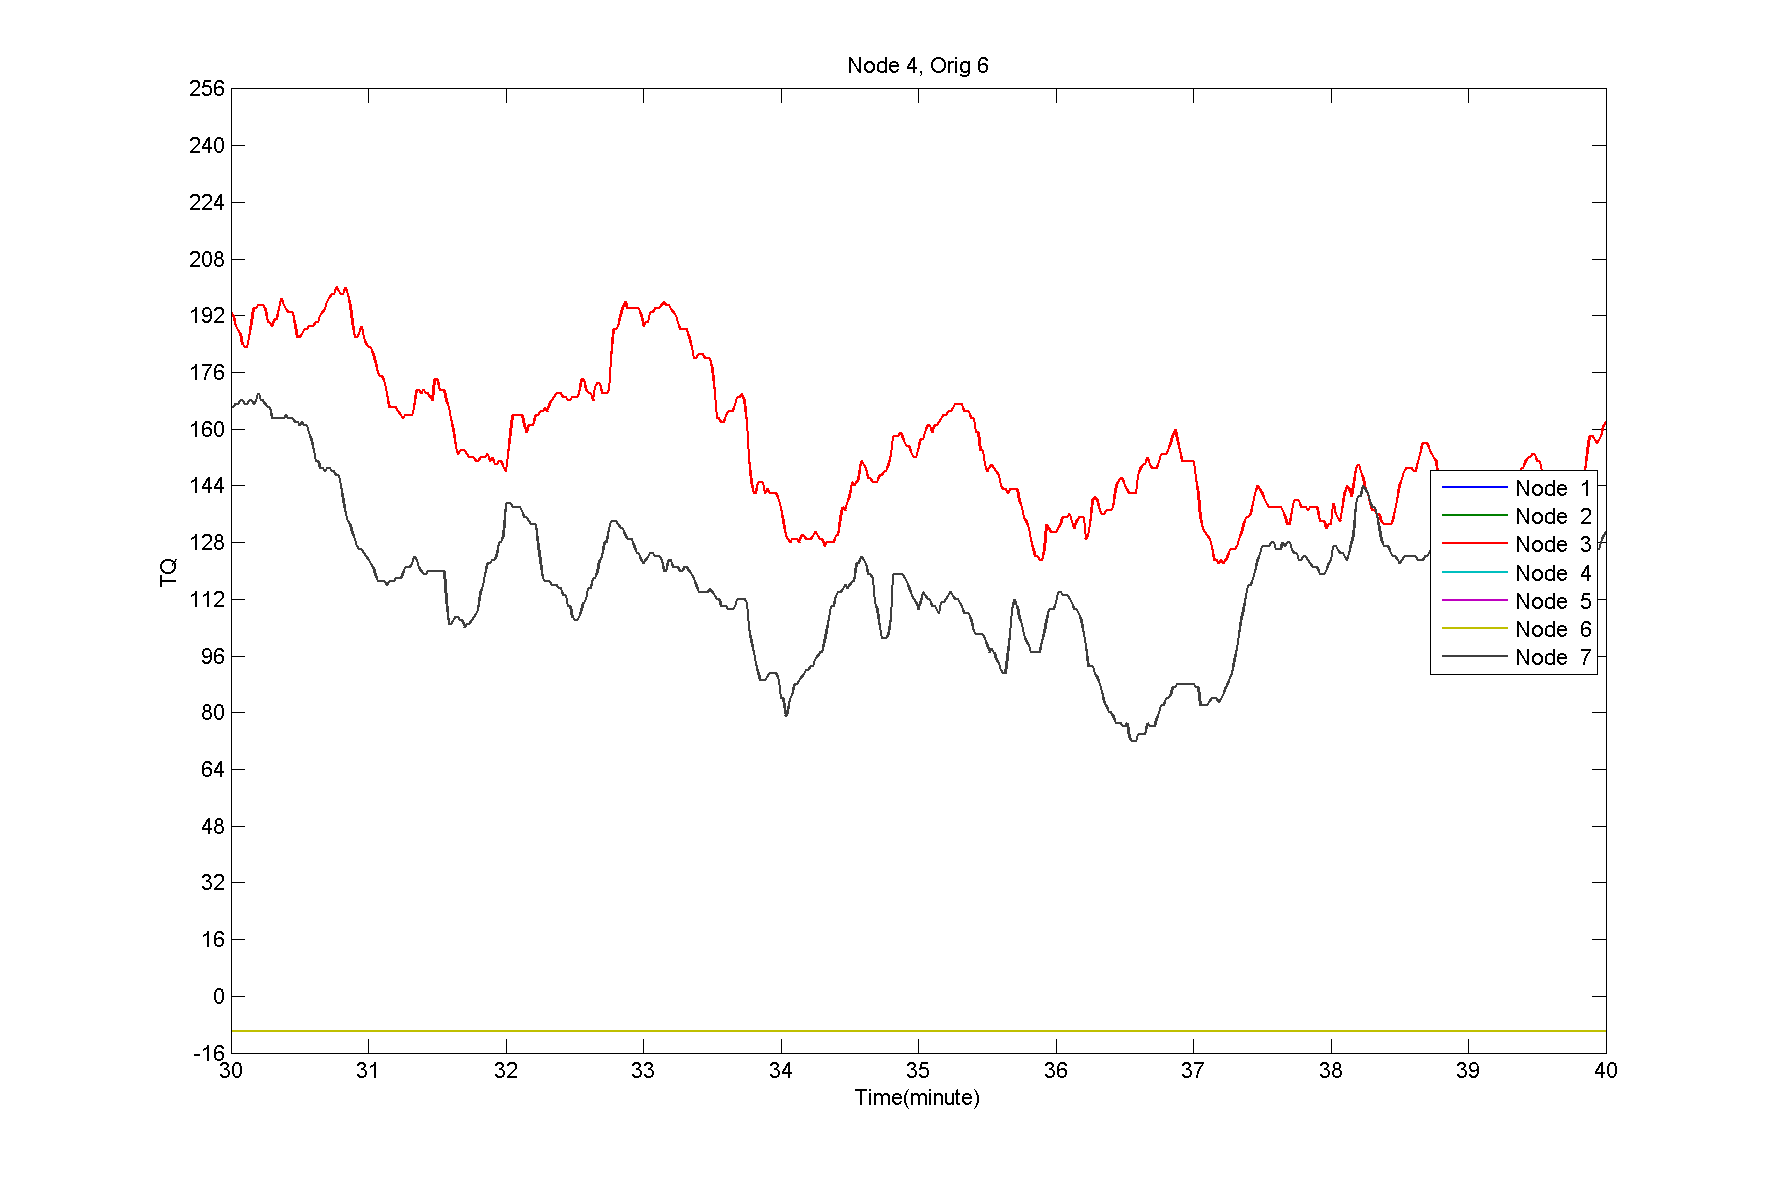 Node 4, Orig 6
256
240
224
208
192
176
160
144
128
112
96
80
64
48
32
16
0
-16
TQ
30 31 32 33 34 35 36 37 38 39 40
Time(minute)
Node 1
Node 2
Node 3
Node 4
Node 5
Node 6
Node 7